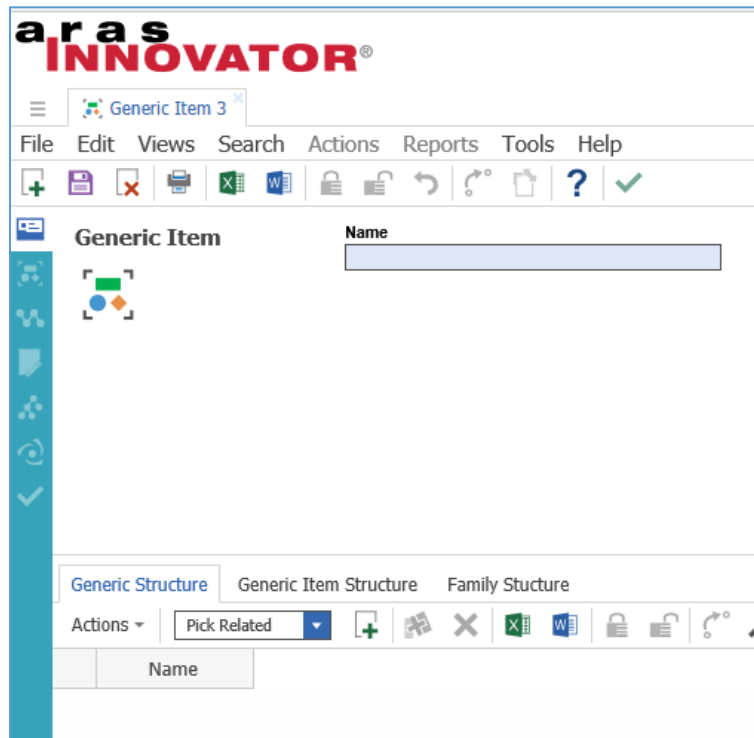 aras
INNOVATOR®
Generic Item 3
File Edit Views Search Actions Reports Tools Help
Generic Item
Name
Generic Structure Generic Item Structure Family Stucture
Actions Pick Related
Name